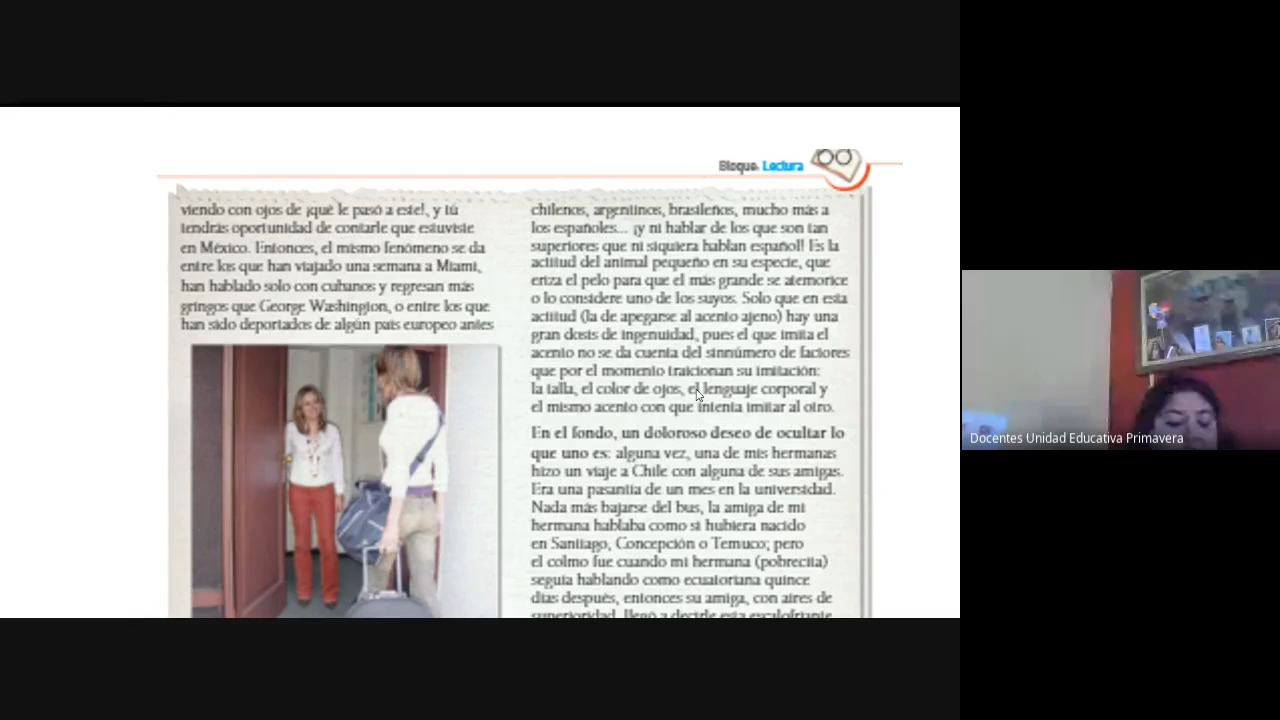 Bloque. Lectura
viendo con ojos de ¡qué le pasó a este!, y tú
tendrás oportunidad de contarle que estuviste
en México. Entonces, el mismo fenómeno se da
entre los que han viajado una semana a Miami,
han hablado solo con cubanos y regresan más
gringos que George Washington, o entre los que
han sido deportados de algún país europeo antes
chilenos, argentinos, brasileños, mucho más a
los españoles... ¡y ni hablar de los que son tan
superiores que ni siquiera hablan español! Es la
actitud del animal pequeño en su especie, que
eriza el pelo para que el más grande se atemorice
o lo considere uno de los suyos. Solo que en esta
actitud (la de apegarse al acento ajeno) hay una
gran dosis de ingenuidad, pues el que imita el
acento no se da cuenta del sinnúmero de factores
que por el momento traicionan su imitación:
la talla, el color de ojos, el lenguaje corporal y
el mismo acento con que intenta imitar al otro.
En el fondo, un doloroso deseo de ocultar lo
que uno es: alguna vez, una de mis hermanas
hizo un viaje a Chile con alguna de sus amigas.
Era una pasantía de un mes en la universidad.
Nada más bajarse del bus, la amiga de mi
hermana hablaba como si hubiera nacido
en Santiago, Concepción o Temuco; pero
el colmo fue cuando mi hermana (pobrecita)
seguía hablando como ecuatoriana quince
días después, entonces su amiga, con aires de
superioridad, llegó a decirle esta escalofriante
Docentes Unidad Educativa Primavera